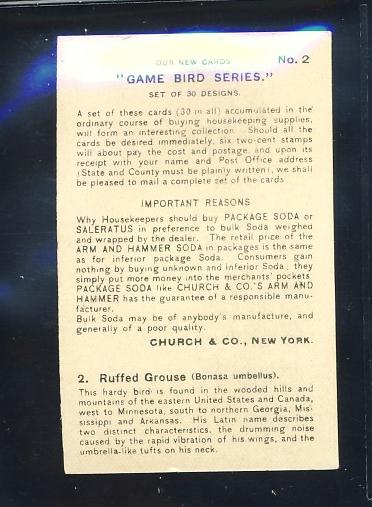 OUR NEW CARDS No. 2
"GAME BIRD SERIES."
SET OF 30 DESIGNS.
A set of these cards (30 in all) accumulated in the
ordinary course of buying housekeeping supplies,
will form an interesting collection. Should all the
cards be desired immediately, six two-cent stamps
will about pay the cost and postage, and upon its
receipt with your name and Post Office address
(State and County must be plainly written), we shall
be pleased to mail a complete set of the cards
IMPORTANT REASONS
Why Housekeepers should buy PACKAGE SODA or
SALERATUS in preference to bulk Soda weighed
and wrapped by the dealer. The retail price of the
ARM AND HAMMER SODA in packages is the same
as for inferior package Soda. Consumers gain
nothing by buying unknown and inferior Soda; they
simply put more money into the merchants' pockets
PACKAGE SODA like CHURCH & CO.'S ARM AND
HAMMER has the guarantee of a responsible manu-
facturer.
Bulk Soda may be of anybody's manufacture, and
generally of a poor quality.
CHURCH & CO., NEW YORK.
2. Ruffed Grouse (Bonasa umbellus).
This hardy bird is found in the wooded hills and
mountains of the eastern United States and Canada,
west to Minnesota, south to northern Georgia, Mis-
sissippi and Arkansas. His Latin name describes
two distinct characteristics, the drumming noise
caused by the rapid vibration of his wings, and the
umbrella-like tufts on his neck.